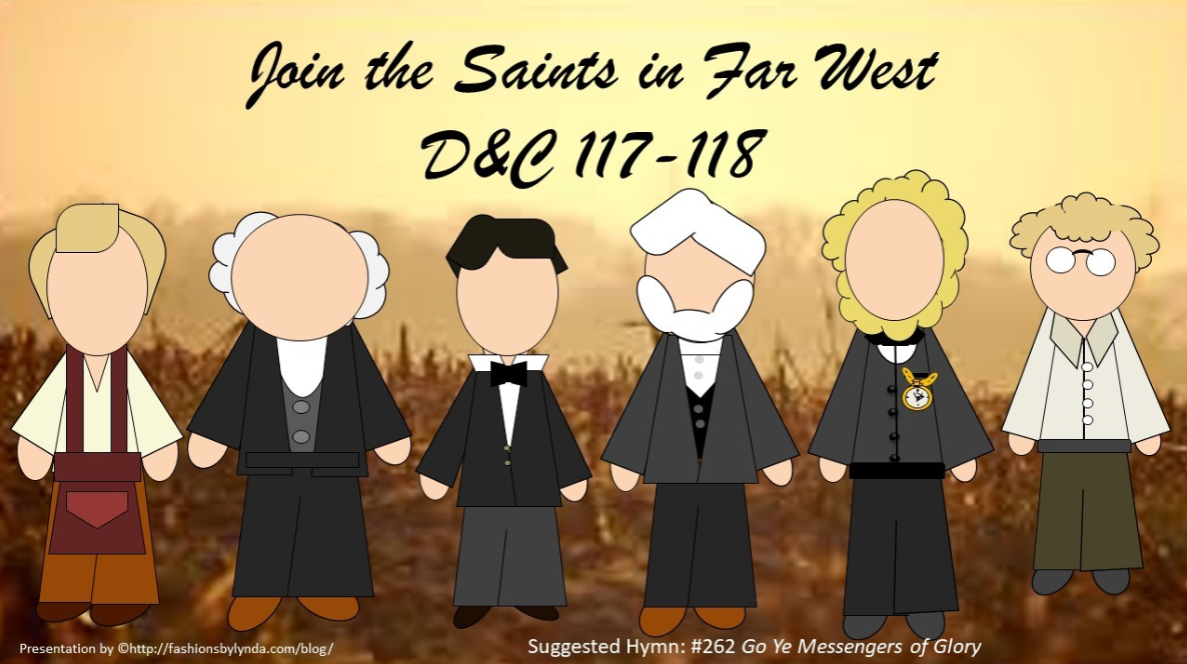 Join the Saints in Far West
D&C 117-118
Presentation by ©http://fashionsbylynda.com/blog/
Suggested Hymn: #262 Go Ye Messengers of Glory